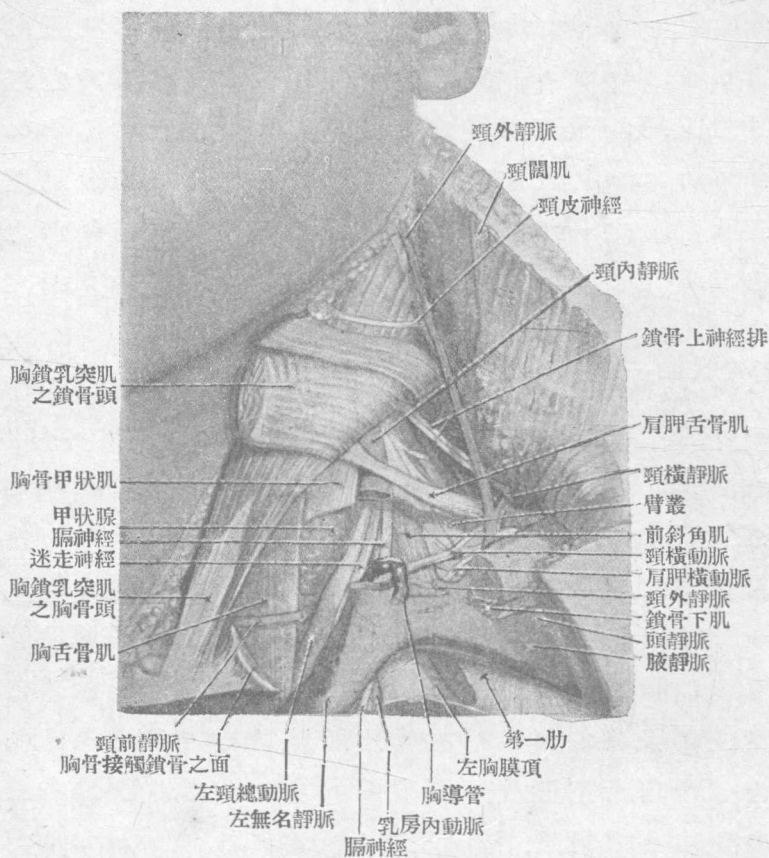 頸外靜脈
頸闊肌
頸皮神經
頸內靜脈
鎖骨上神經排
胸鎖乳突肌
之鎖骨頭
肩胛舌骨肌
胸骨甲狀肌
頸橫靜脈
臂叢
甲狀腺
前斜角肌
膈神經
頸橫動脈
迷走神經
肩胛橫動脈
胸鎖乳突肌
之胸骨頭
頸外靜脈
鎖骨下肌
頭靜脈
胸舌骨肌
腋靜脈
頸前靜脈
第一肋
胸骨接觸鎖骨之面
左胸膜頂
左頸總動脈
胸導管
左無名靜脈
乳房內動脈
膈神經